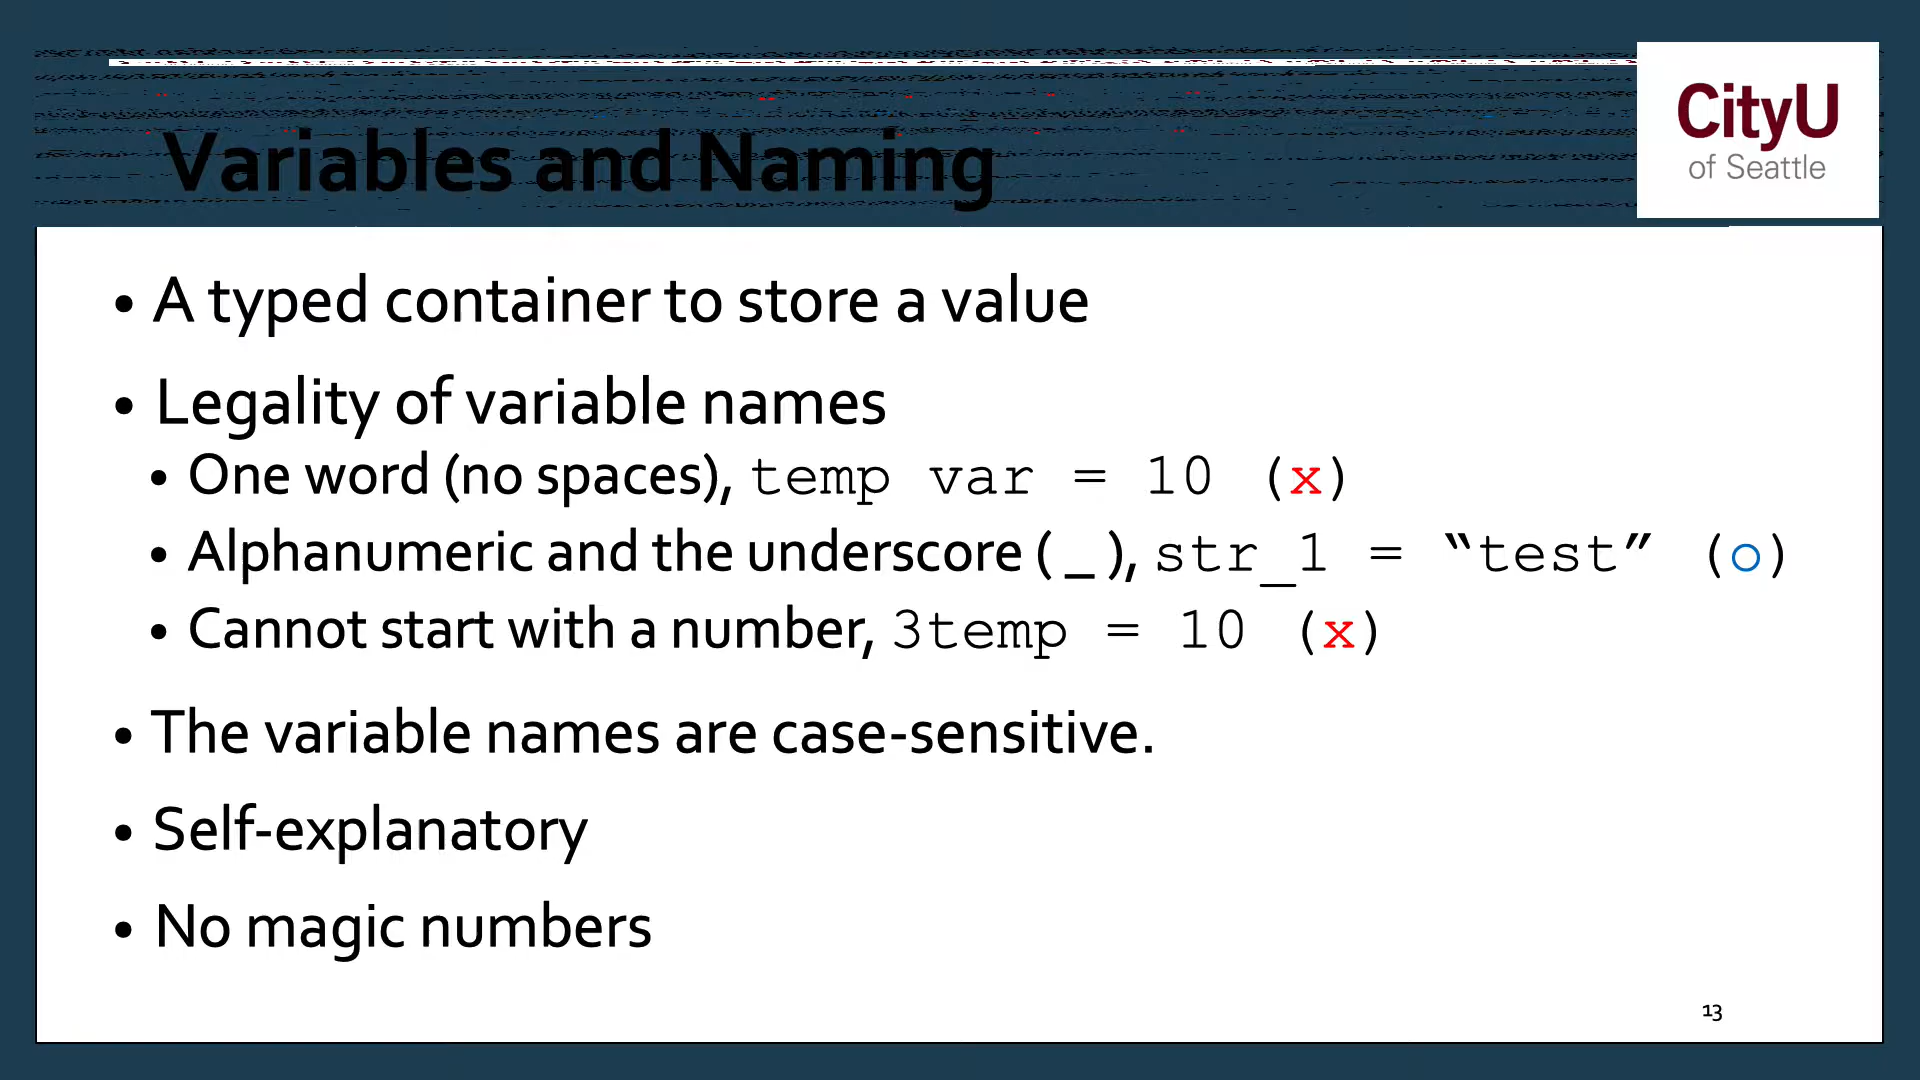 CityU
of Seattle
Variables and Naming
• A typed container to store a value
• Legality of variable names
• One word (no spaces), temp var = 10 (x)
• Alphanumeric and the underscore ( _ ), str_1 = “test” (o)
• Cannot start with a number, 3temp = 10 (x)
• The variable names are case-sensitive.
• Self-explanatory
• No magic numbers
13